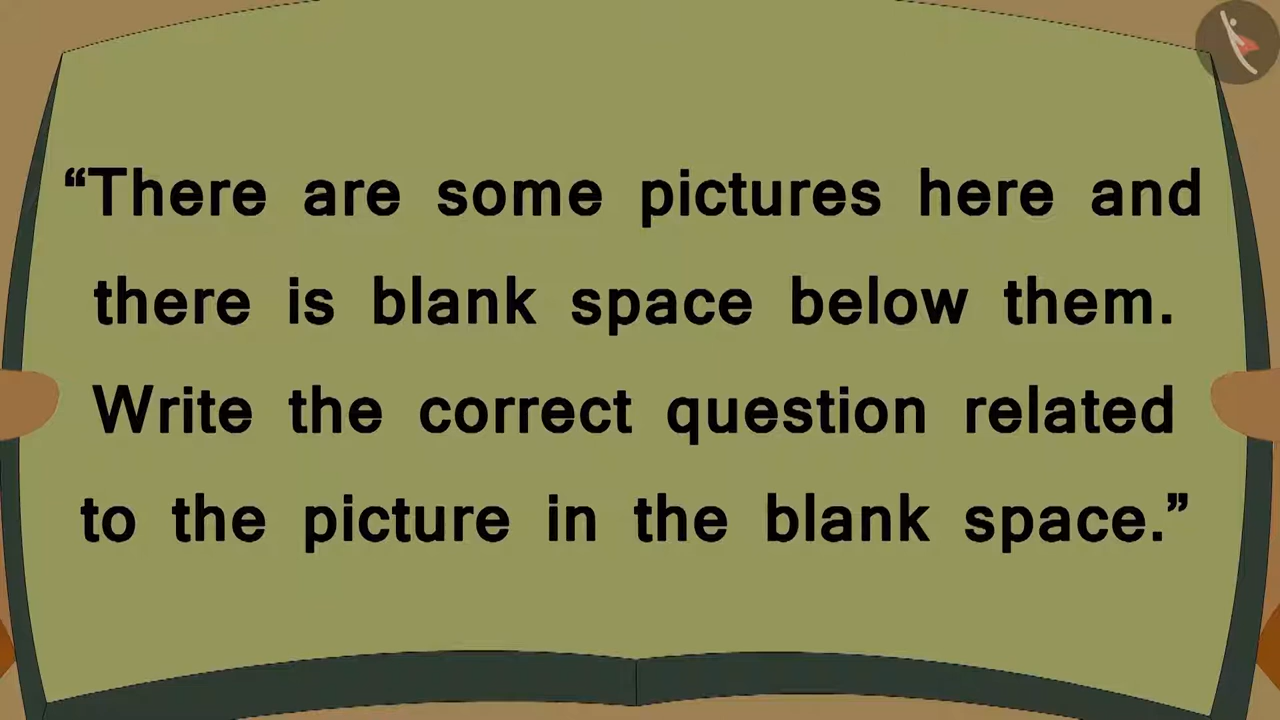 “There are some pictures here and
there is blank space below them.
Write the correct question related
to the picture in the blank space.”